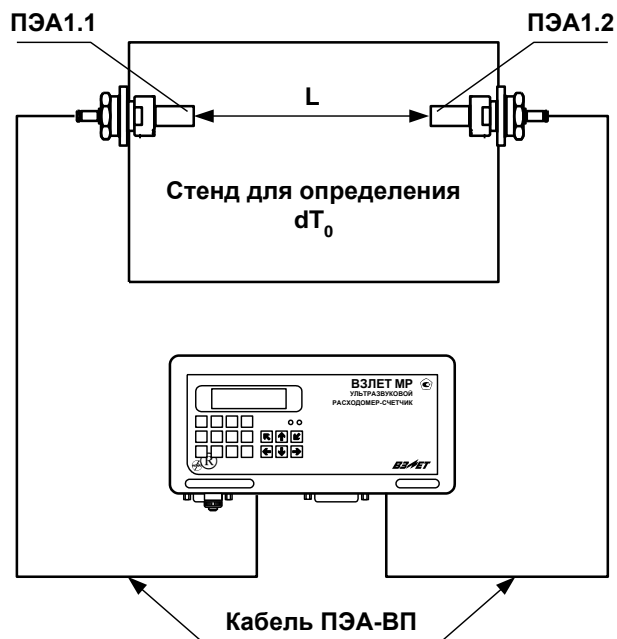 ПЭА1.1
ПЭА1.2
L
Стенд для определения
dT₀
ВЗЛЕТ МР
УЛЬТРАЗВУКОВОЙ
РАСХОДОМЕР-СЧЕТЧИК
R
ВЗЛЕТ
Кабель ПЭА-ВП